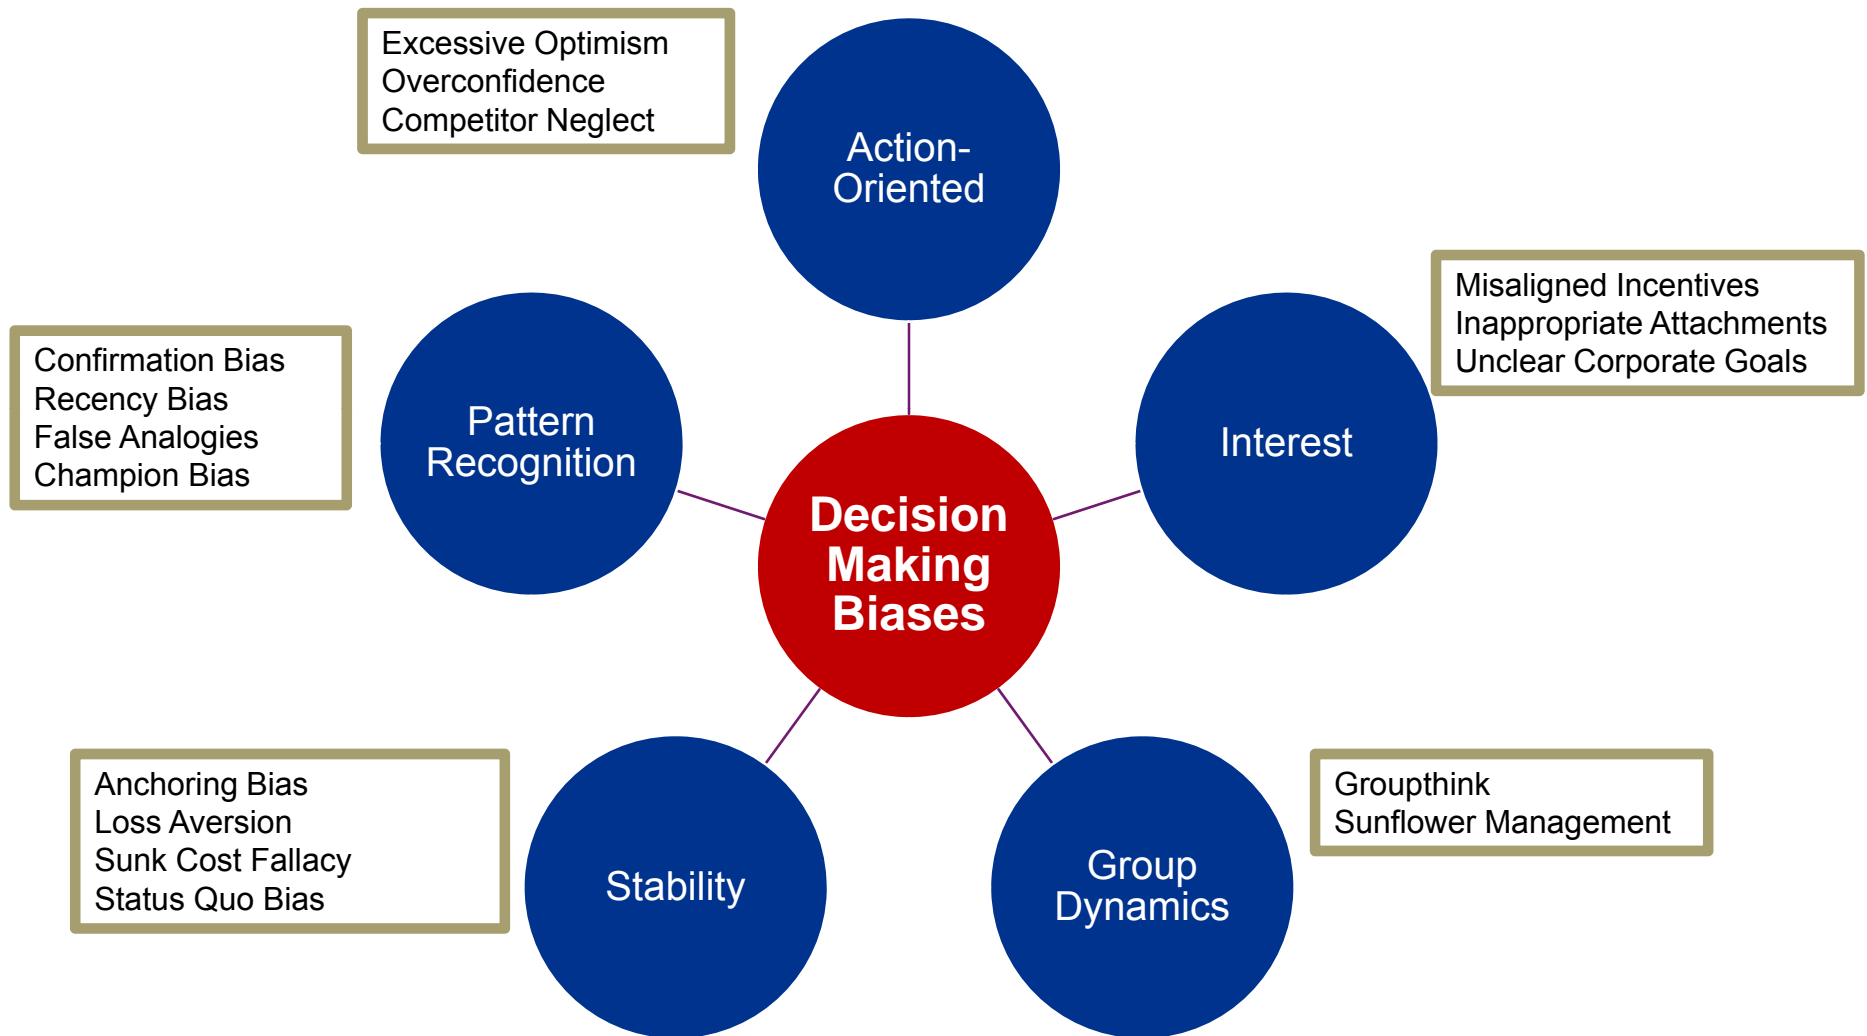 Excessive Optimism
Overconfidence
Competitor Neglect
Action-
Oriented
Misaligned Incentives
Inappropriate Attachments
Unclear Corporate Goals
Interest
Confirmation Bias
Recency Bias
False Analogies
Champion Bias
Pattern
Recognition
Decision
Making
Biases
Anchoring Bias
Loss Aversion
Sunk Cost Fallacy
Status Quo Bias
Stability
Group
Dynamics
Groupthink
Sunflower Management